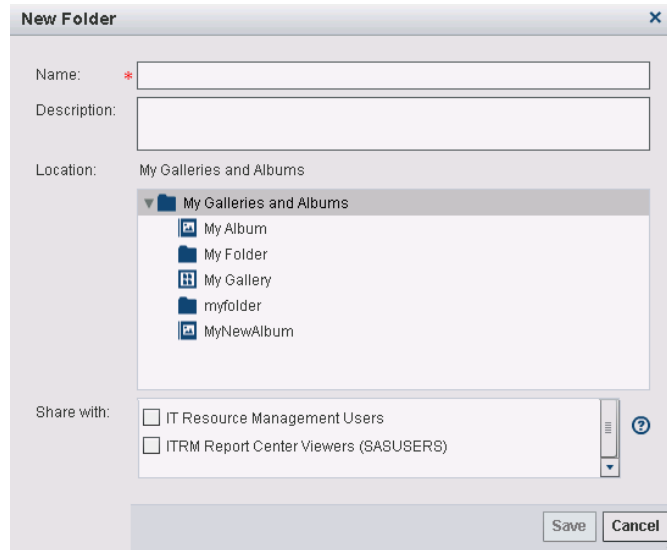 New Folder
Name: *
Description:
Location: My Galleries and Albums
My Galleries and Albums
My Album
My Folder
My Gallery
myfolder
MyNewAlbum
Share with:
IT Resource Management Users
ITRM Report Center Viewers (SASUSERS)
Save Cancel